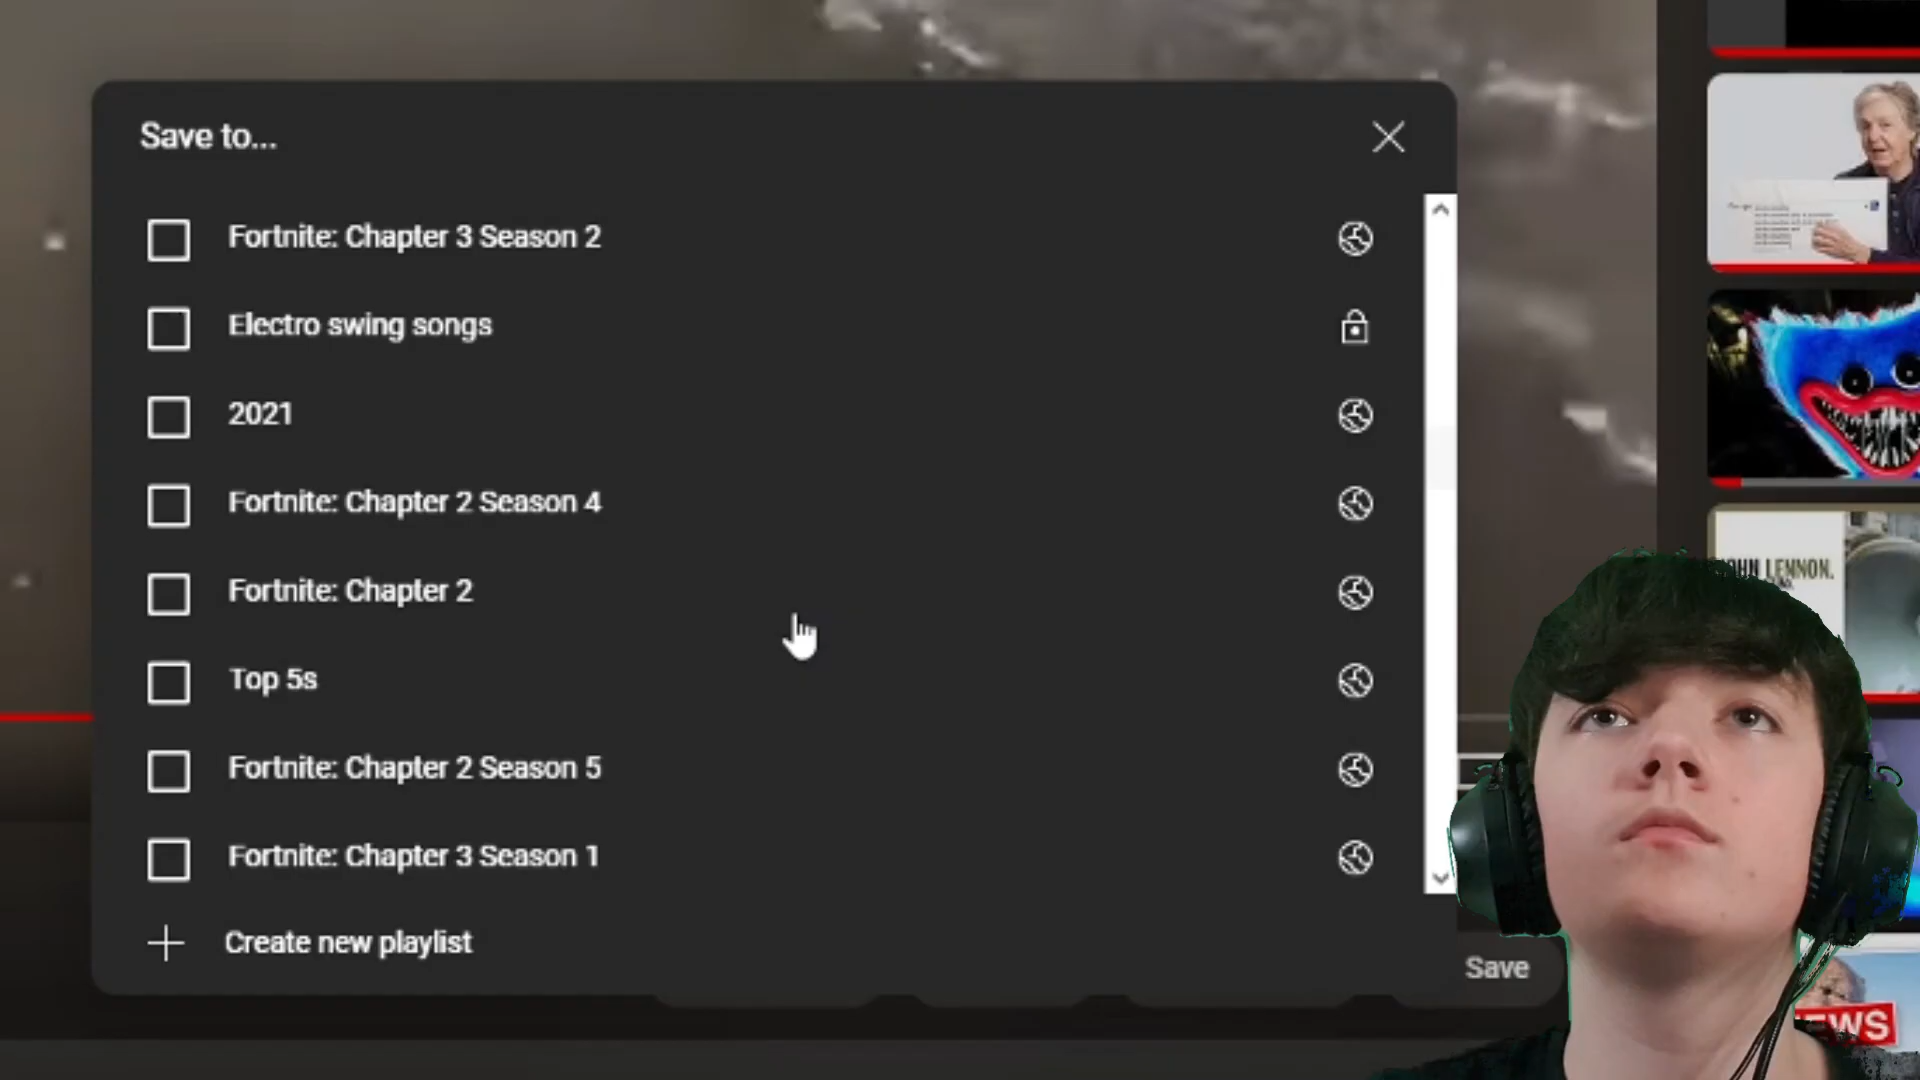 Save to...
Fortnite: Chapter 3 Season 2
Electro swing songs
2021
Fortnite: Chapter 2 Season 4
Fortnite: Chapter 2
Top 5s
Fortnite: Chapter 2 Season 5
Fortnite: Chapter 3 Season 1
Create new playlist
Save
LENNON.